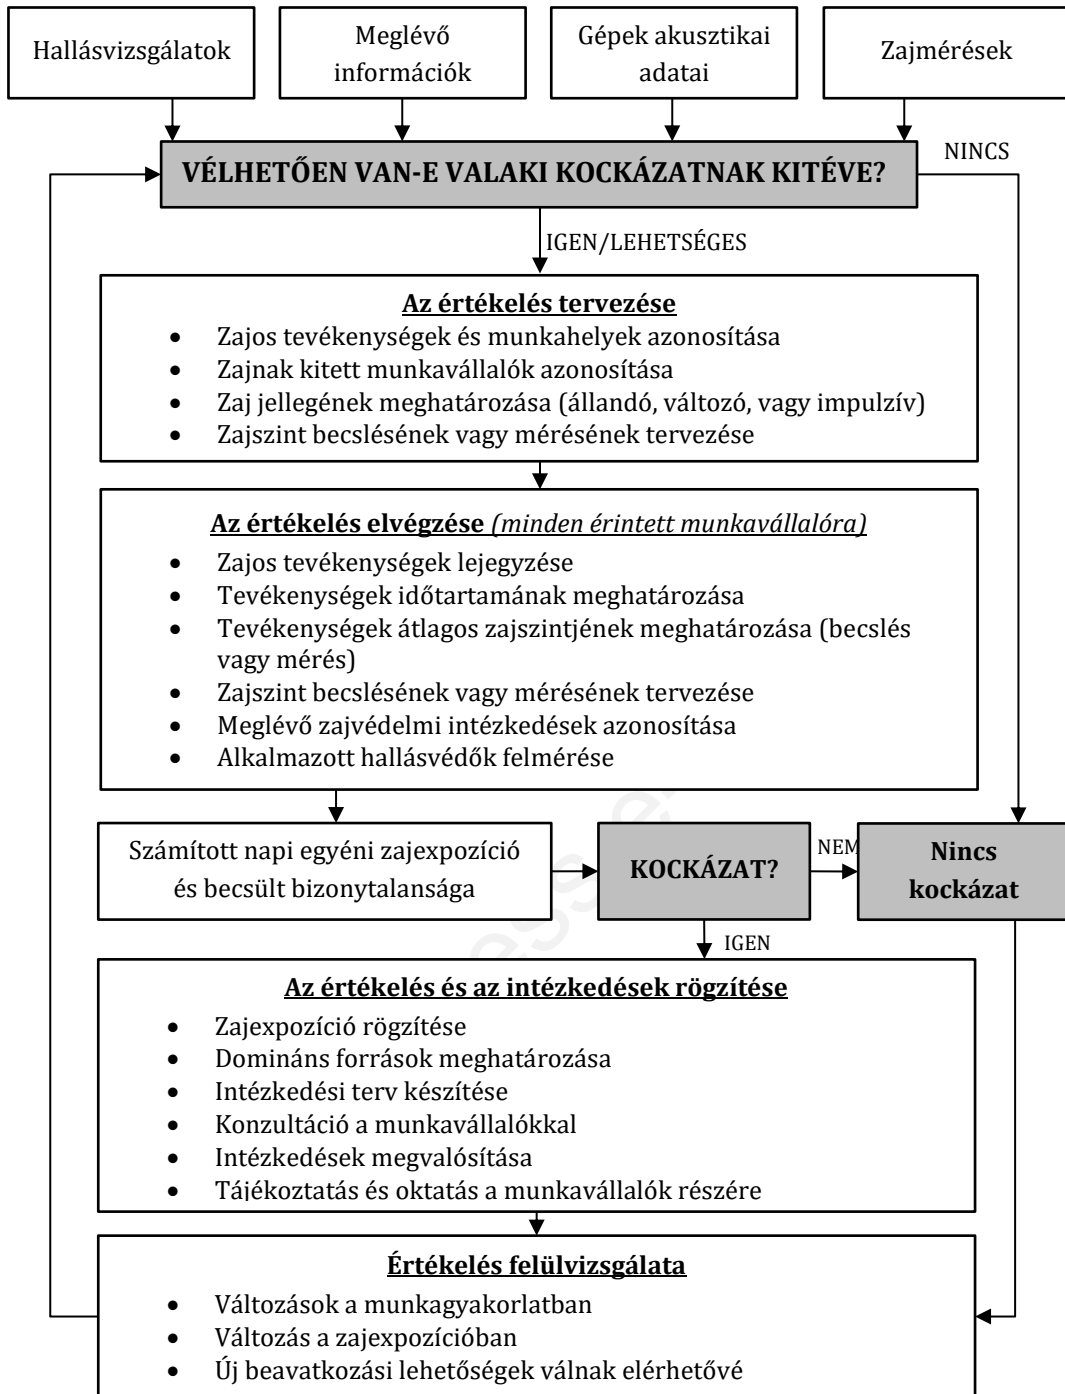 Hallásvizsgálatok
Meglévő
információk
Gépek akusztikai
adatai
Zajmérések
VÉLHETŐEN VAN-E VALAKI KOCKÁZATNAK KITÉVE?
NINCS
IGEN/LEHETSÉGES
Az értékelés tervezése
• Zajos tevékenységek és munkahelyek azonosítása
• Zajnak kitett munkavállalók azonosítása
• Zaj jellegének meghatározása (állandó, változó, vagy impulzív)
• Zajszint becslésének vagy mérésének tervezése
Az értékelés elvégzése (minden érintett munkavállalóra)
• Zajos tevékenységek lejegyzése
• Tevékenységek időtartamának meghatározása
• Tevékenységek átlagos zajszintjének meghatározása (becslés
vagy mérés)
• Zajszint becslésének vagy mérésének tervezése
• Meglévő zajvédelmi intézkedések azonosítása
• Alkalmazott hallásvédők felmérése
Számított napi egyéni zajexpozíció
és becsült bizonytalansága
KOCKÁZAT?
NEM
Nincs
kockázat
IGEN
Az értékelés és az intézkedések rögzítése
• Zajexpozíció rögzítése
• Domináns források meghatározása
• Intézkedési terv készítése
• Konzultáció a munkavállalókkal
• Intézkedések megvalósítása
• Tájékoztatás és oktatás a munkavállalók részére
Értékelés felülvizsgálata
• Változások a munkagyakorlatban
• Változás a zajexpozícióban
• Új beavatkozási lehetőségek válnak elérhetővé